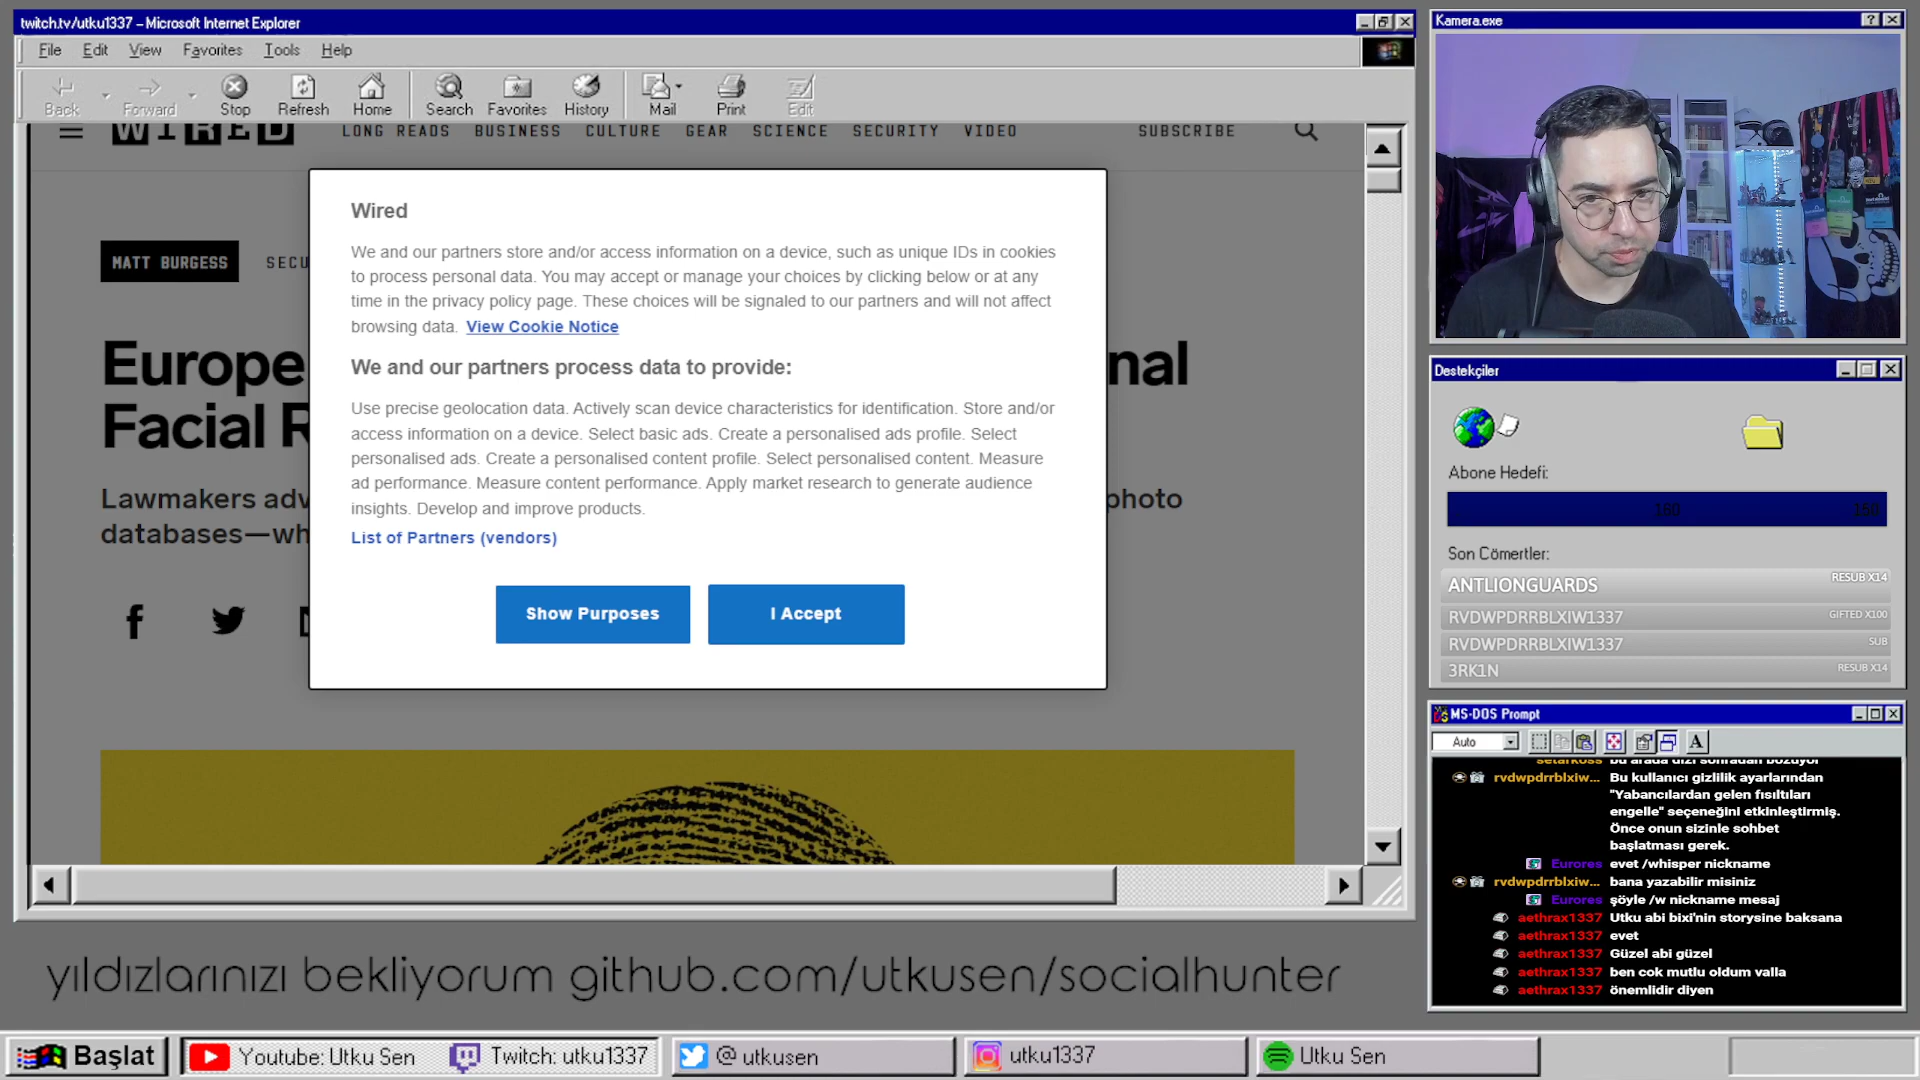 twitch.tv/utku1337 – Microsoft Internet Explorer
File Edit View Favorites Tools Help
Back Forward Stop Refresh Home Search Favorites History Mail Print Edit
WIRED LONG READS BUSINESS CULTURE GEAR SCIENCE SECURITY VIDEO SUBSCRIBE
MATT BURGESS SECU
Europe nal
Facial R
Lawmakers adv photo
databases—wh
Wired
We and our partners store and/or access information on a device, such as unique IDs in cookies
to process personal data. You may accept or manage your choices by clicking below or at any
time in the privacy policy page. These choices will be signaled to our partners and will not affect
browsing data. View Cookie Notice
We and our partners process data to provide:
Use precise geolocation data. Actively scan device characteristics for identification. Store and/or
access information on a device. Select basic ads. Create a personalised ads profile. Select
personalised ads. Create a personalised content profile. Select personalised content. Measure
ad performance. Measure content performance. Apply market research to generate audience
insights. Develop and improve products.
List of Partners (vendors)
Show Purposes I Accept
yıldızlarınızı bekliyorum github.com/utkusen/socialhunter
Kamera.exe
Destekçiler
Abone Hedefi:
150
Son Cömertler:
ANTLIONGUARDS RESUB X14
RVDWPDRRBLXIW1337 GIFTED X100
RVDWPDRRBLXIW1337 SUB
3RK1N RESUB X14
MS-DOS Prompt
Auto A
setarkoss bu arada dizi sonradan bozuyor
rvdwpdrrblxiw... Bu kullanıcı gizlilik ayarlarından
"Yabancılardan gelen fısıltıları
engelle" seçeneğini etkinleştirmiş.
Önce onun sizinle sohbet
başlatması gerek.
Eurores evet /whisper nickname
rvdwpdrrblxiw... bana yazabilir misiniz
Eurores şöyle /w nickname mesaj
aethrax1337 Utku abi bixi'nin storysine baksana
aethrax1337 evet
aethrax1337 Güzel abi güzel
aethrax1337 ben cok mutlu oldum valla
aethrax1337 önemlidir diyen
Başlat Youtube: Utku Sen Twitch: utku1337 @utkusen utku1337 Utku Sen